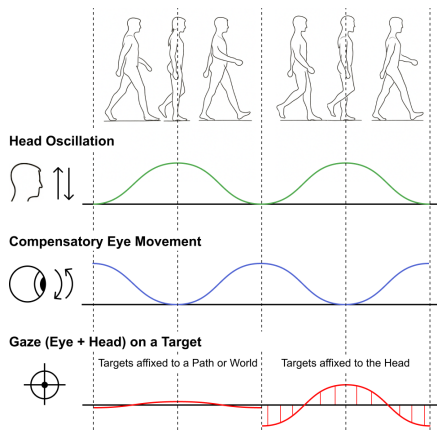 Head Oscillation
Compensatory Eye Movement
Gaze (Eye + Head) on a Target
Targets affixed to a Path or World
Targets affixed to the Head